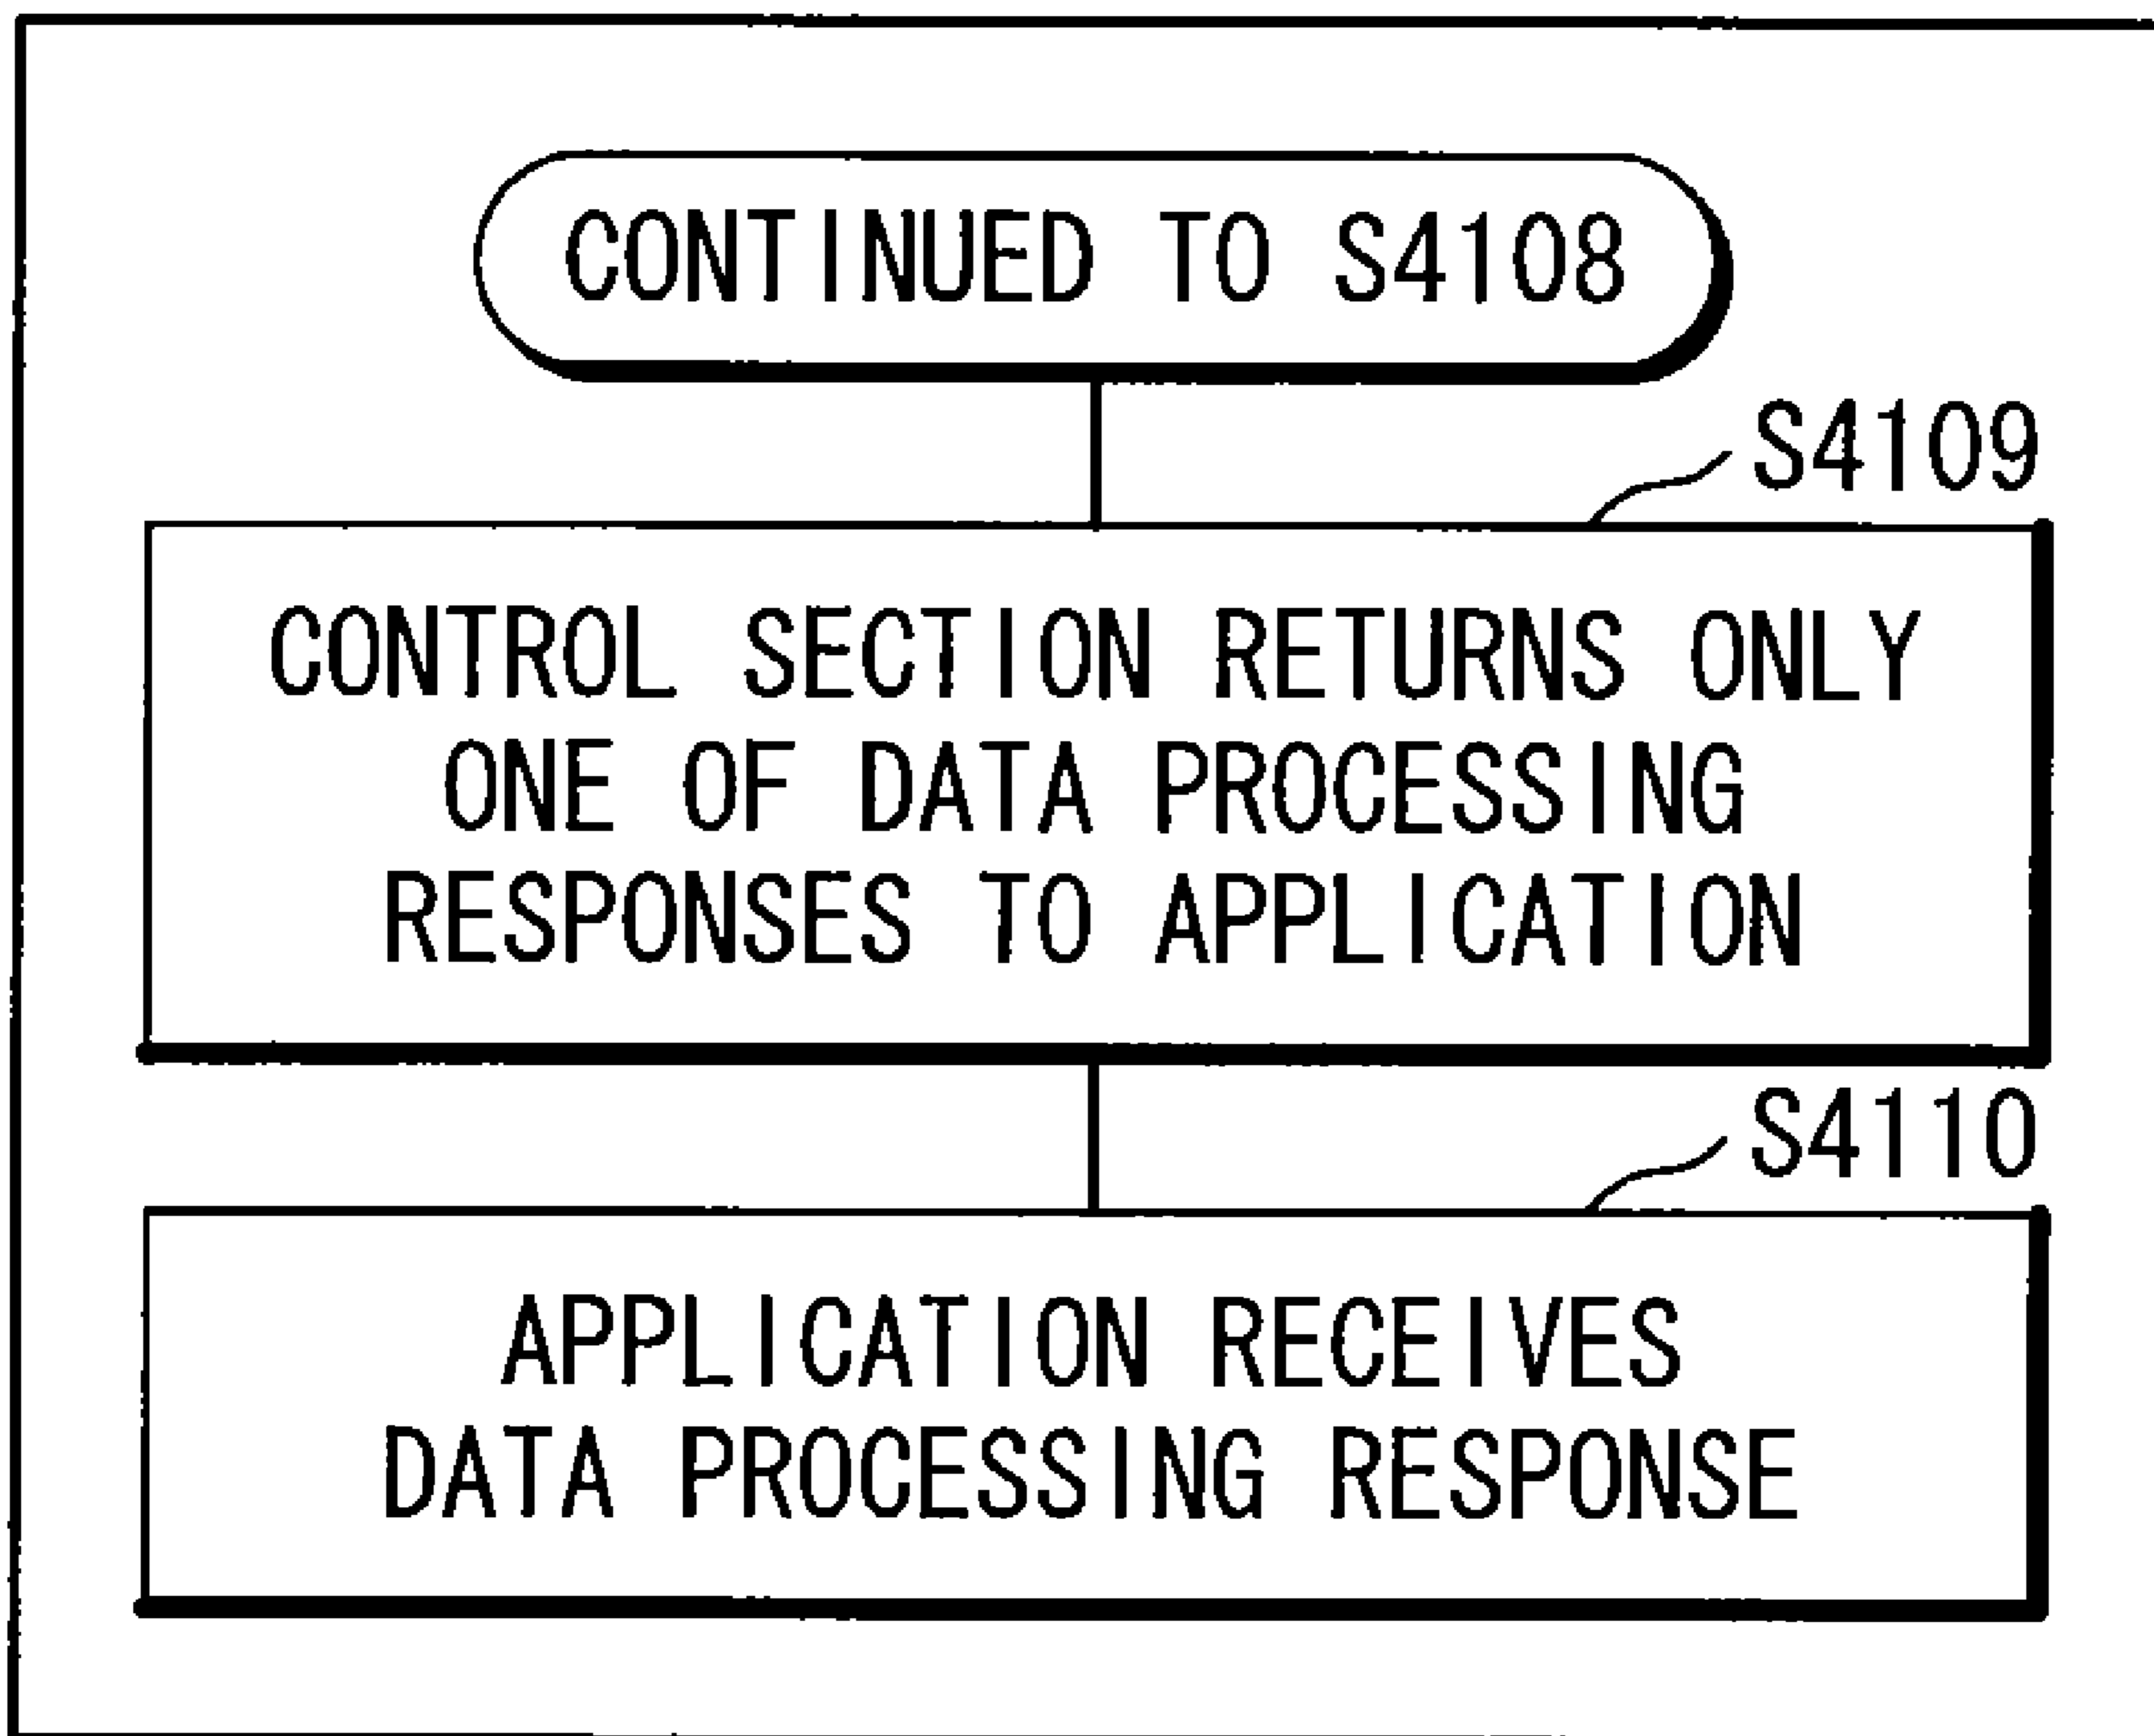 CONTINUED TO S4108
S4109
CONTROL SECTION RETURNS ONLY
ONE OF DATA PROCESSING
RESPONSES TO APPLICATION
S4110
APPLICATION RECEIVES
DATA PROCESSING RESPONSE